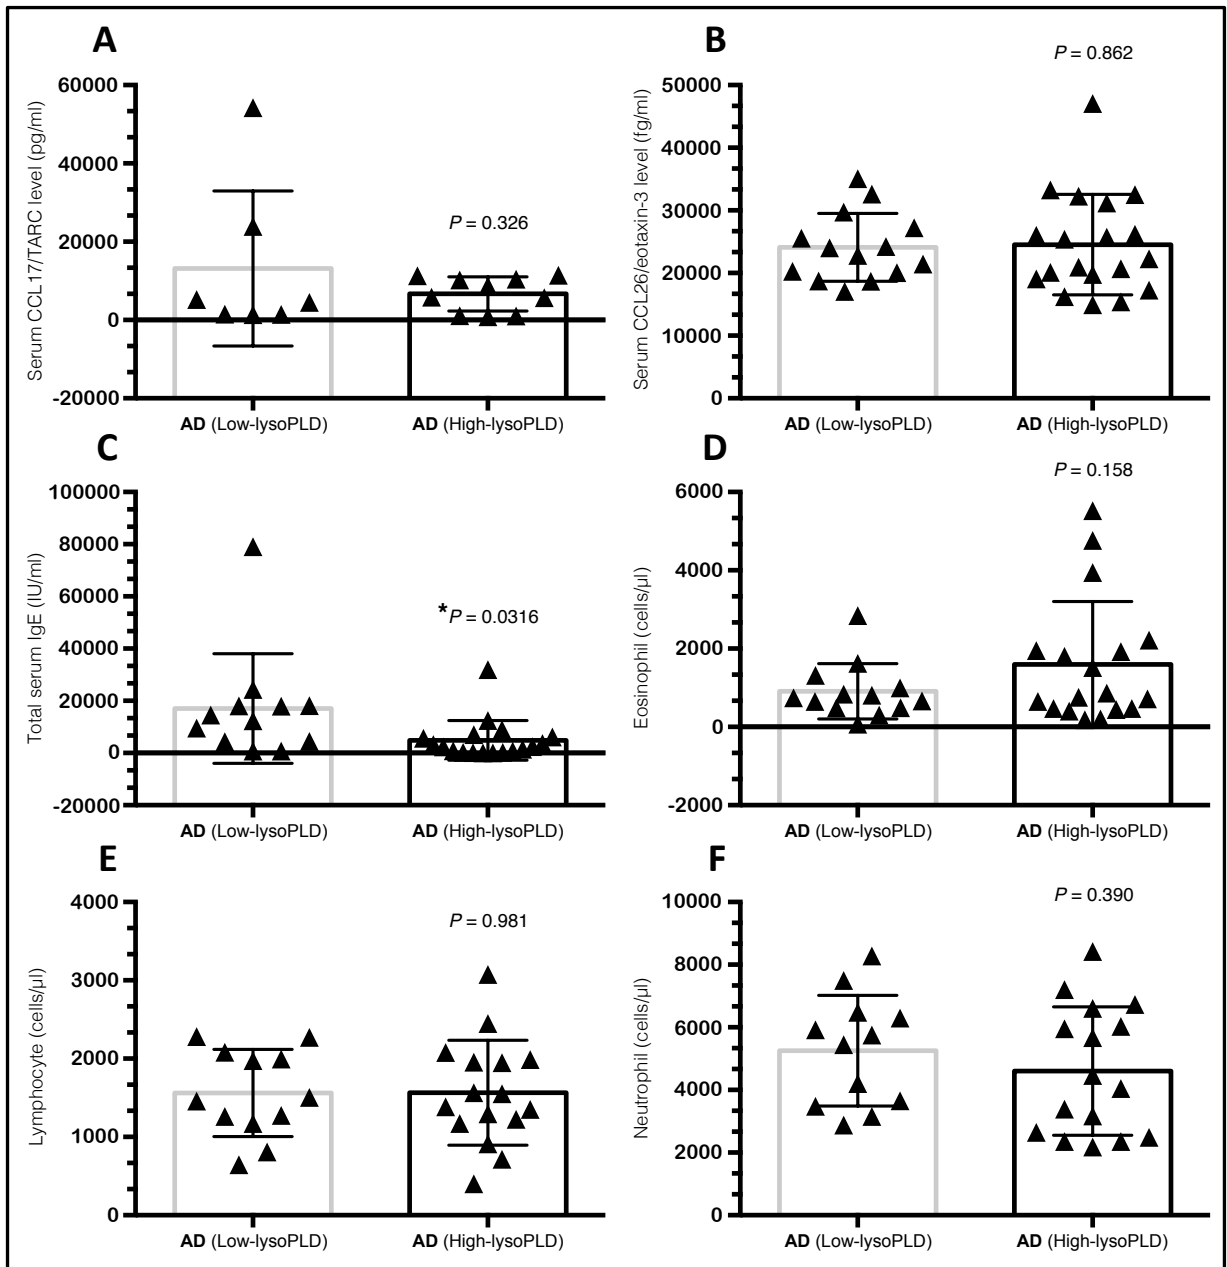 A
Serum CCL17/TARC level (pg/ml)
60000
40000
20000
0
-20000
P = 0.326
AD (Low-lysoPLD)
AD (High-lysoPLD)
B
Serum CCL26/eotaxin-3 level (fg/ml)
50000
40000
30000
20000
10000
0
P = 0.862
AD (Low-lysoPLD)
AD (High-lysoPLD)
C
Total serum IgE (IU/ml)
100000
80000
60000
40000
20000
0
-20000
*P = 0.0316
AD (Low-lysoPLD)
AD (High-lysoPLD)
D
Eosinophil (cells/µl)
6000
4000
2000
0
-2000
P = 0.158
AD (Low-lysoPLD)
AD (High-lysoPLD)
E
Lymphocyte (cells/µl)
4000
3000
2000
1000
0
P = 0.981
AD (Low-lysoPLD)
AD (High-lysoPLD)
F
Neutrophil (cells/µl)
10000
8000
6000
4000
2000
0
P = 0.390
AD (Low-lysoPLD)
AD (High-lysoPLD)